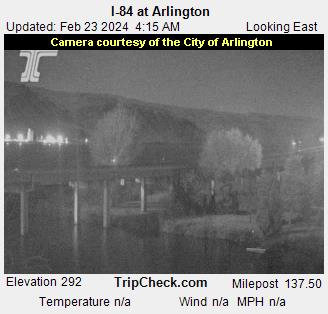 I-84 at Arlington
Updated: Feb 23 2024 4:15 AM Looking East
Camera courtesy of the City of Arlington
Elevation 292 TripCheck.com Milepost 137.50
Temperature n/a Wind n/a MPH n/a